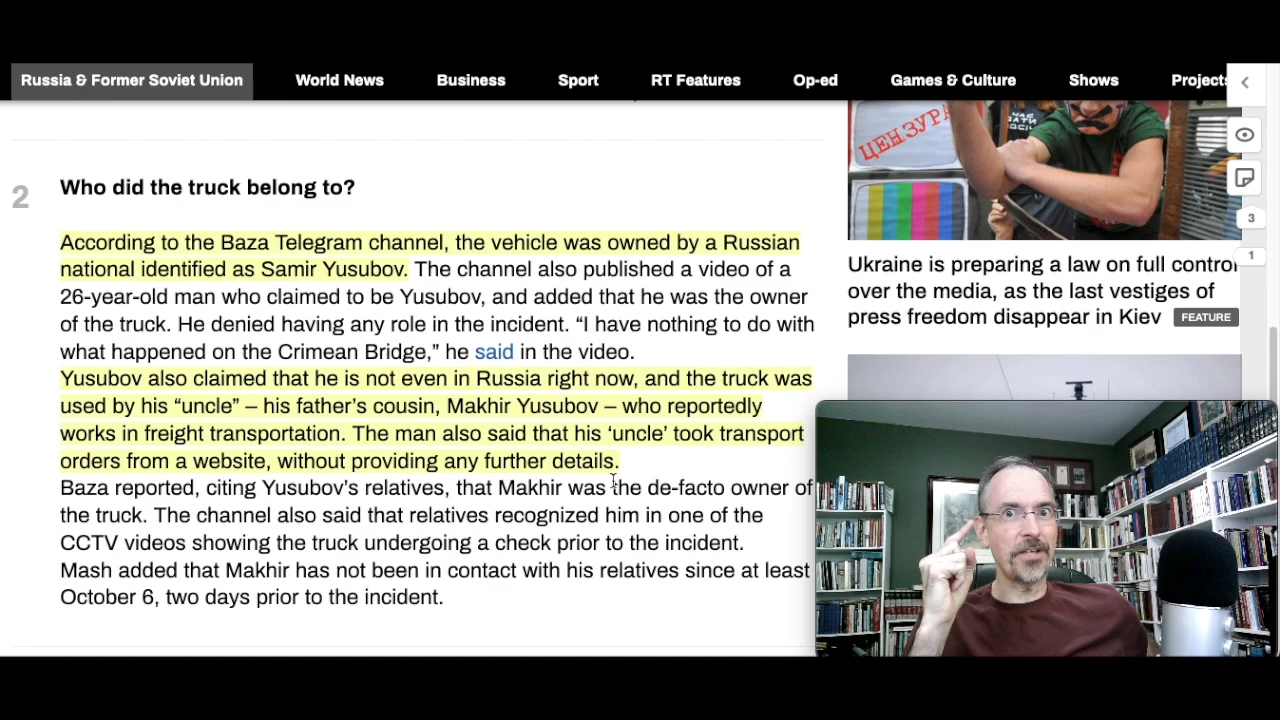 Russia & Former Soviet Union
World News
Business
Sport
RT Features
Op-ed
Games & Culture
Shows
Projects
2
Who did the truck belong to?
According to the Baza Telegram channel, the vehicle was owned by a Russian
national identified as Samir Yusubov. The channel also published a video of a
26-year-old man who claimed to be Yusubov, and added that he was the owner
of the truck. He denied having any role in the incident. “I have nothing to do with
what happened on the Crimean Bridge,” he said in the video.
Yusubov also claimed that he is not even in Russia right now, and the truck was
used by his “uncle” – his father’s cousin, Makhir Yusubov – who reportedly
works in freight transportation. The man also said that his ‘uncle’ took transport
orders from a website, without providing any further details.
Baza reported, citing Yusubov’s relatives, that Makhir was the de-facto owner of
the truck. The channel also said that relatives recognized him in one of the
CCTV videos showing the truck undergoing a check prior to the incident.
Mash added that Makhir has not been in contact with his relatives since at least
October 6, two days prior to the incident.
ЦЕНЗУРА
Ukraine is preparing a law on full control
over the media, as the last vestiges of
press freedom disappear in Kiev FEATURE
3
1